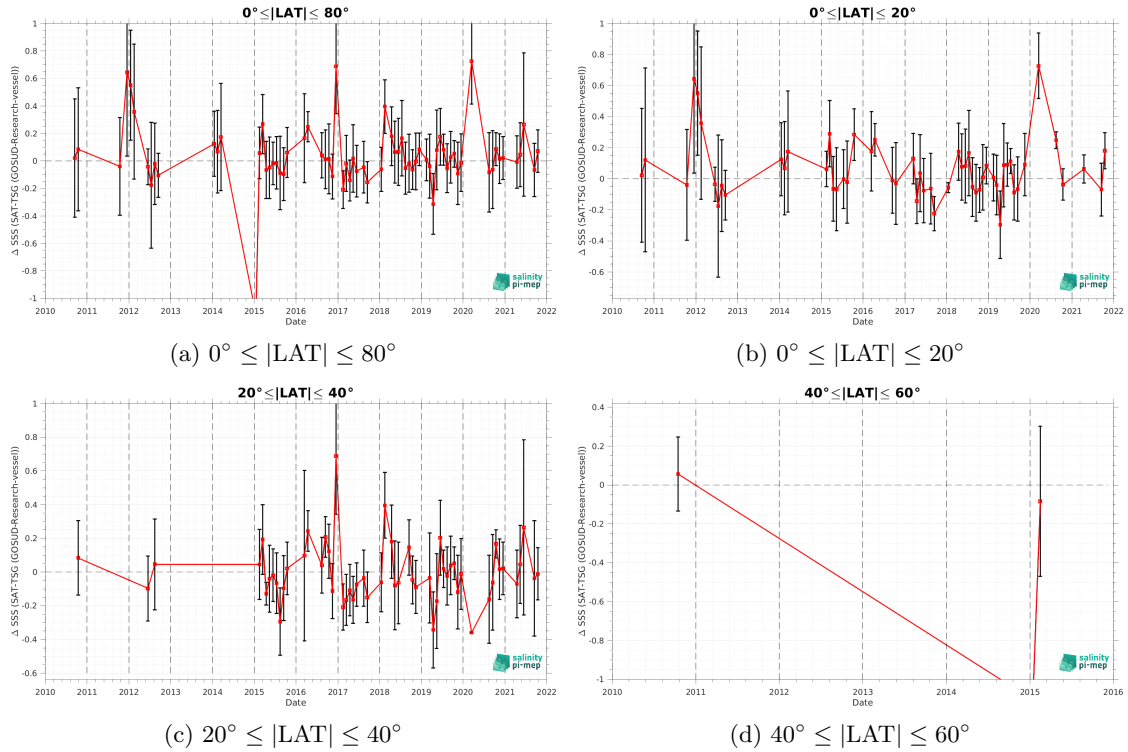 0°≤|LAT|≤ 80°
Δ SSS (SAT-TSG (GOSUD-Research-vessel))
1
0.8
0.6
0.4
0.2
0
-0.2
-0.4
-0.6
-0.8
-1
2010 2011 2012 2013 2014 2015 2016 2017 2018 2019 2020 2021 2022
Date
salinity
pi-mep
(a) 0° ≤ |LAT| ≤ 80°
0°≤|LAT|≤ 20°
Δ SSS (SAT-TSG (GOSUD-Research-vessel))
1
0.8
0.6
0.4
0.2
0
-0.2
-0.4
-0.6
2010 2011 2012 2013 2014 2015 2016 2017 2018 2019 2020 2021 2022
Date
salinity
pi-mep
(b) 0° ≤ |LAT| ≤ 20°
20°≤|LAT|≤ 40°
Δ SSS (SAT-TSG (GOSUD-Research-vessel))
1
0.8
0.6
0.4
0.2
0
-0.2
-0.4
-0.6
2010 2011 2012 2013 2014 2015 2016 2017 2018 2019 2020 2021 2022
Date
salinity
pi-mep
(c) 20° ≤ |LAT| ≤ 40°
40°≤|LAT|≤ 60°
Δ SSS (SAT-TSG (GOSUD-Research-vessel))
0.4
0.2
0
-0.2
-0.4
-0.6
-0.8
-1
2010 2011 2012 2013 2014 2015 2016
Date
salinity
pi-mep
(d) 40° ≤ |LAT| ≤ 60°